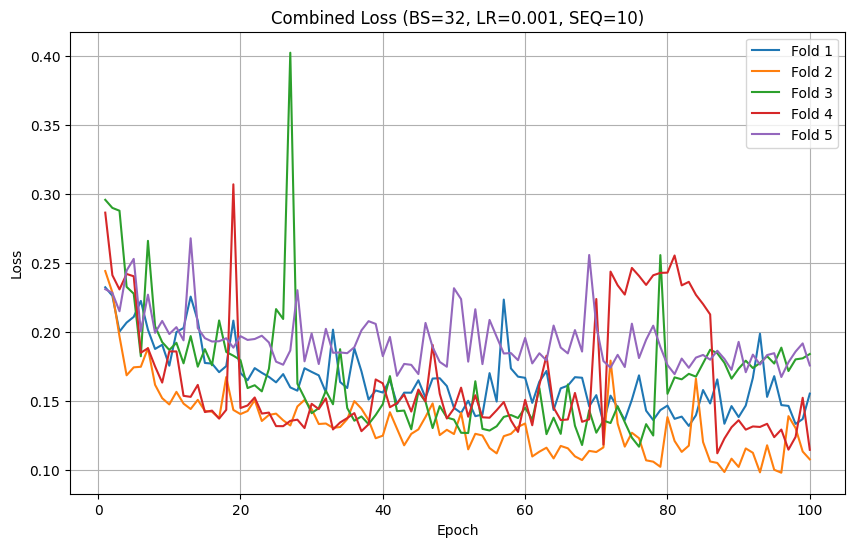 Combined Loss (BS=32, LR=0.001, SEQ=10)
Loss
0.40
0.35
0.30
0.25
0.20
0.15
0.10
Fold 1
Fold 2
Fold 3
Fold 4
Fold 5
0 20 40 60 80 100
Epoch